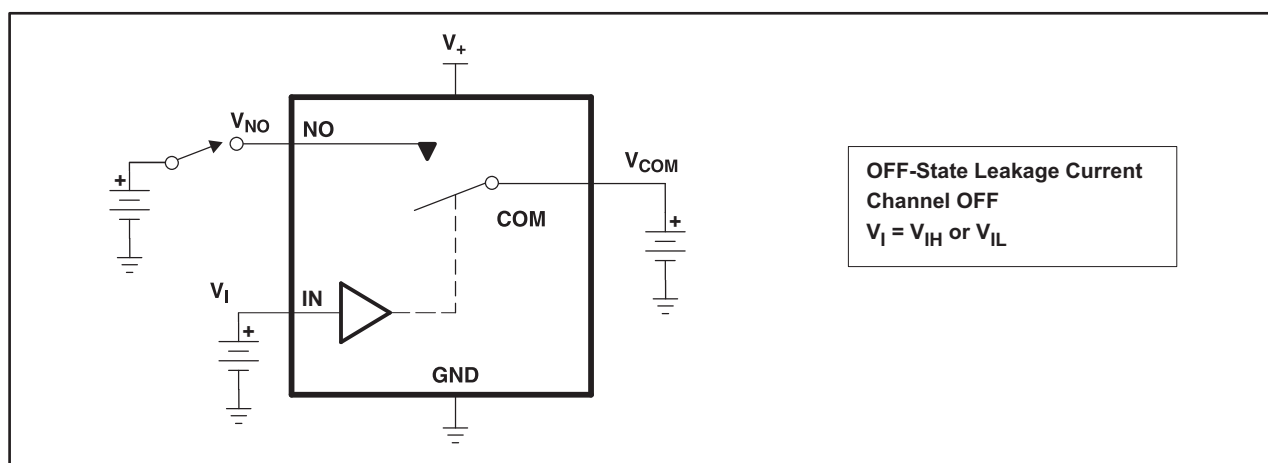 V+
VNO
NO
+
VCOM
COM
+
VI
IN
+
GND
OFF-State Leakage Current
Channel OFF
VI = VIH or VIL